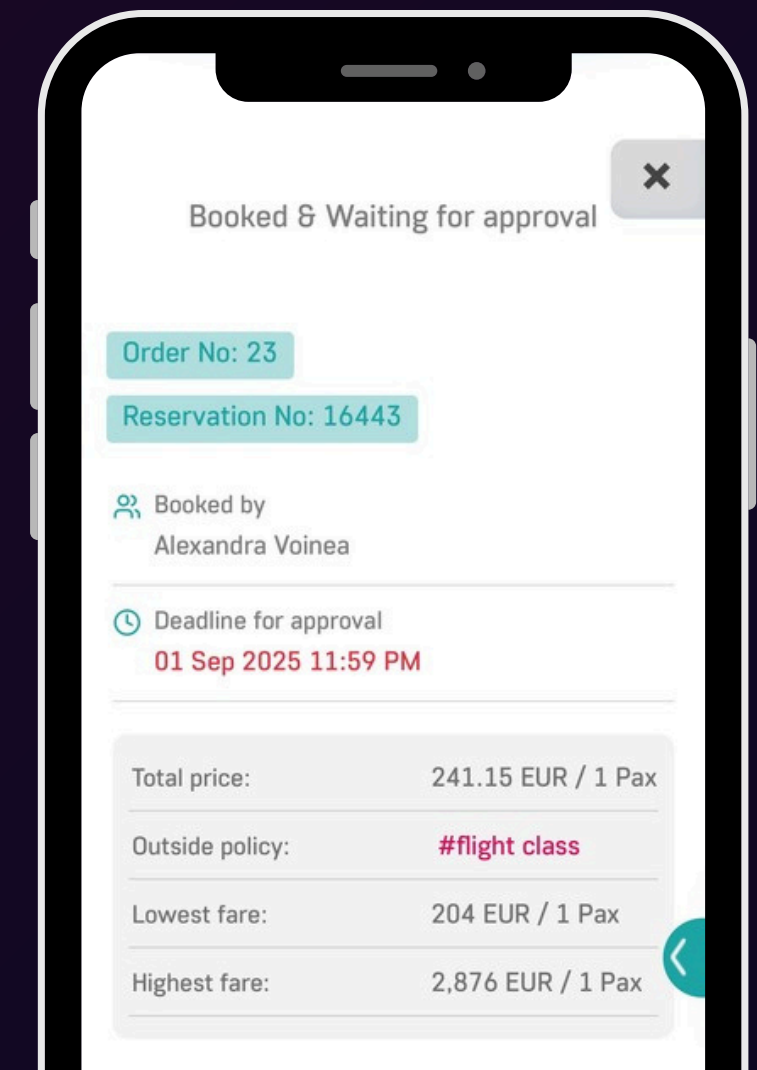 Booked & Waiting for approval
Order No: 23
Reservation No: 16443
Booked by
Alexandra Voinea
Deadline for approval
01 Sep 2025 11:59 PM
Total price: 241.15 EUR / 1 Pax
Outside policy: #flight class
Lowest fare: 204 EUR / 1 Pax
Highest fare: 2,876 EUR / 1 Pax